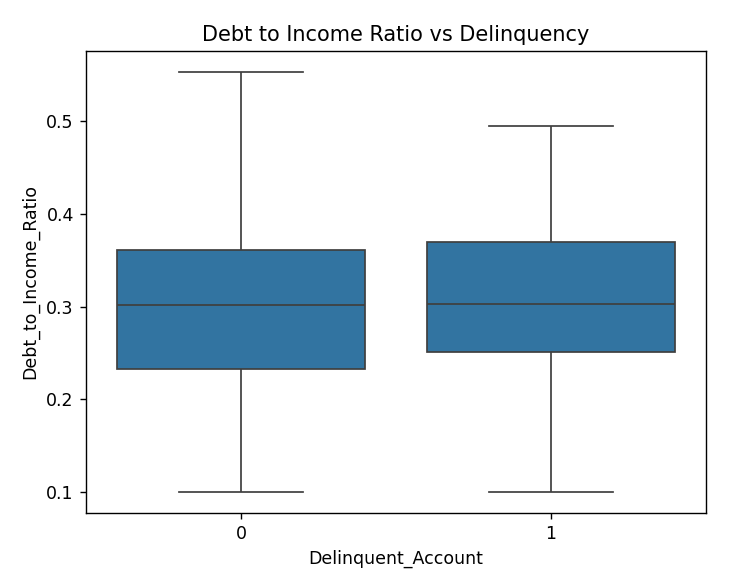 Debt to Income Ratio vs Delinquency
Debt_to_Income_Ratio
0.5
0.4
0.3
0.2
0.1
0 1
Delinquent_Account